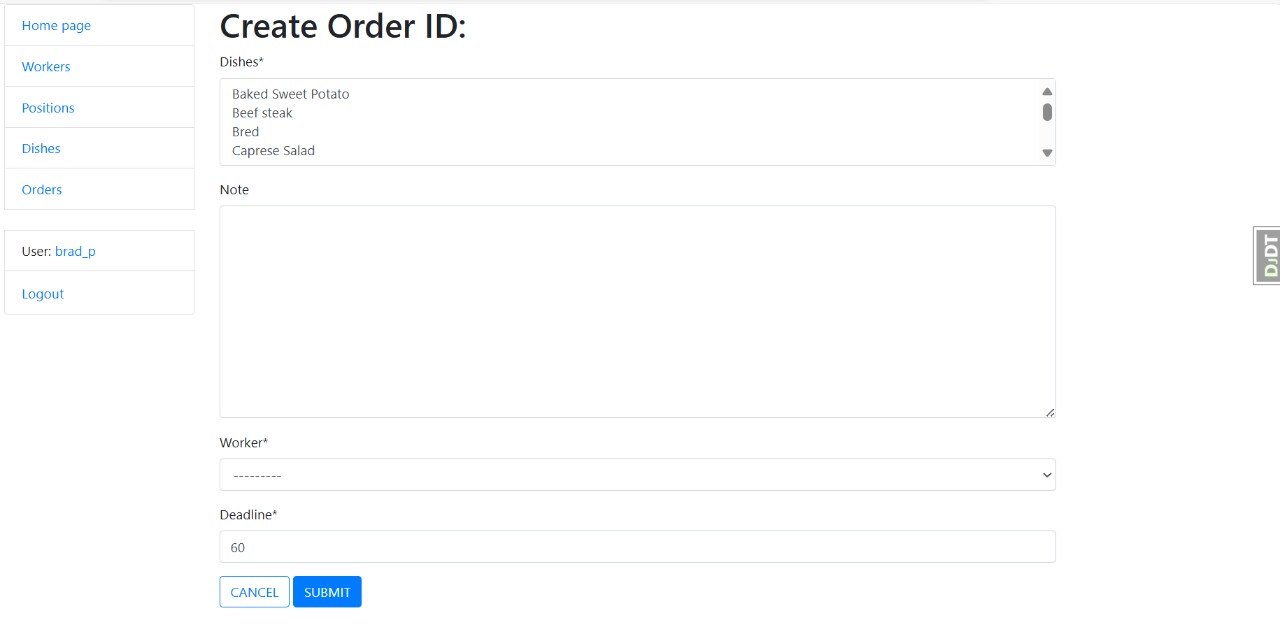 Home page
Workers
Positions
Dishes
Orders
User: brad_p
Logout
Create Order ID:
Dishes*
Baked Sweet Potato
Beef steak
Bred
Caprese Salad
Note
Worker*
---------
Deadline*
60
CANCEL SUBMIT
DJDT